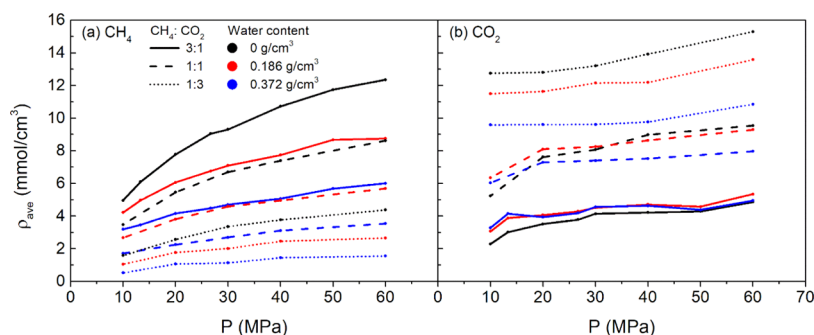 (a) CH₄
CH₄: CO₂
Water content
3:1
0 g/cm³
1:1
0.186 g/cm³
1:3
0.372 g/cm³
(b) CO₂
ρave (mmol/cm³)
16
14
12
10
8
6
4
2
0
0 10 20 30 40 50 60
0 10 20 30 40 50 60 70
P (MPa)
P (MPa)